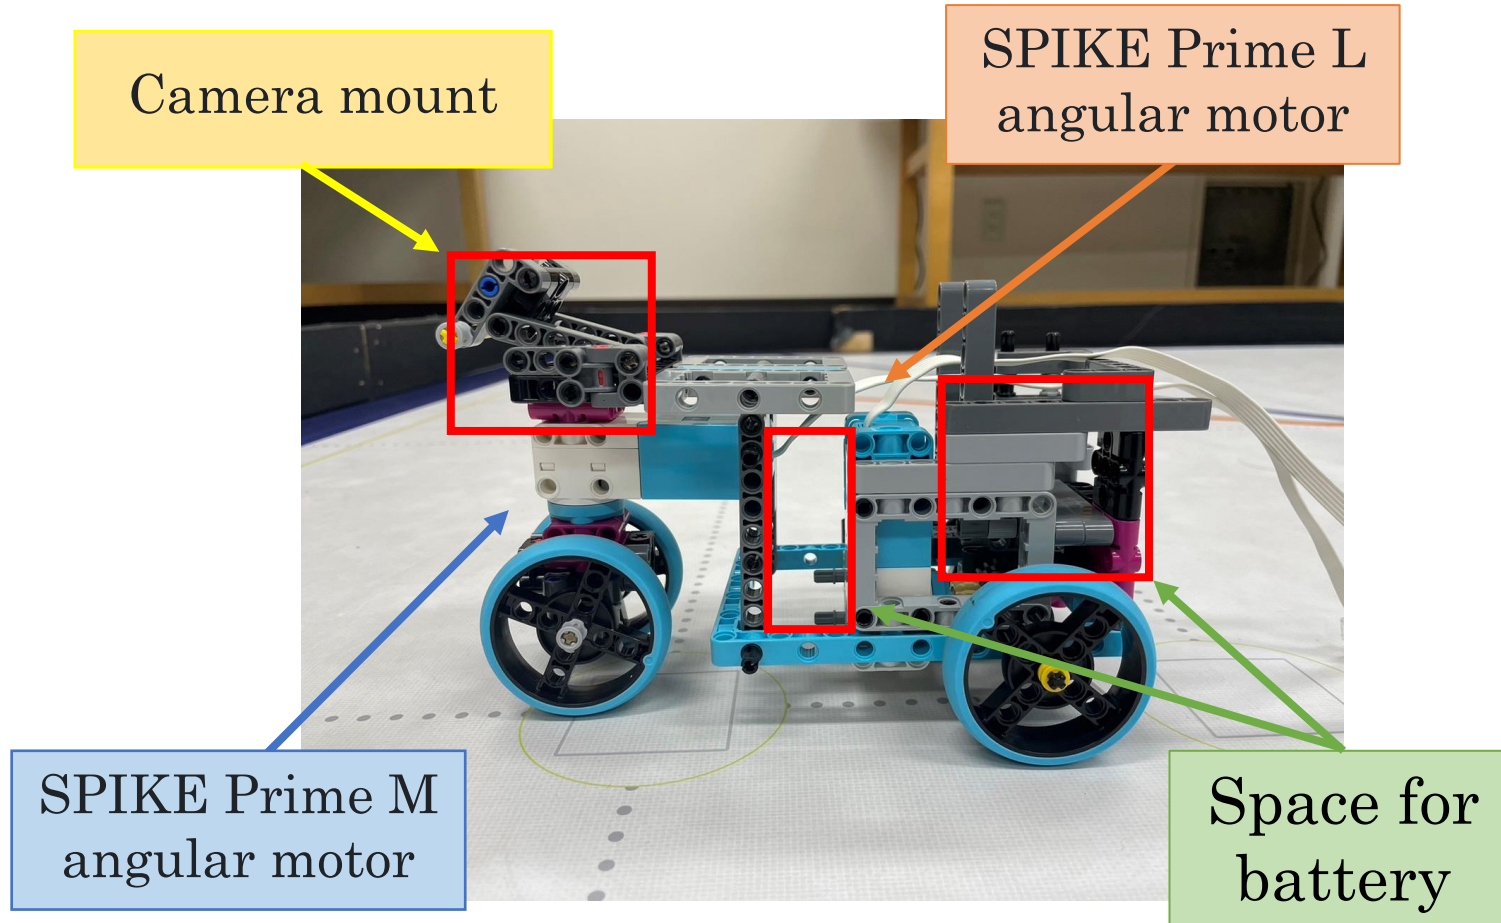 Camera mount
SPIKE Prime L
angular motor
SPIKE Prime M
angular motor
Space for
battery